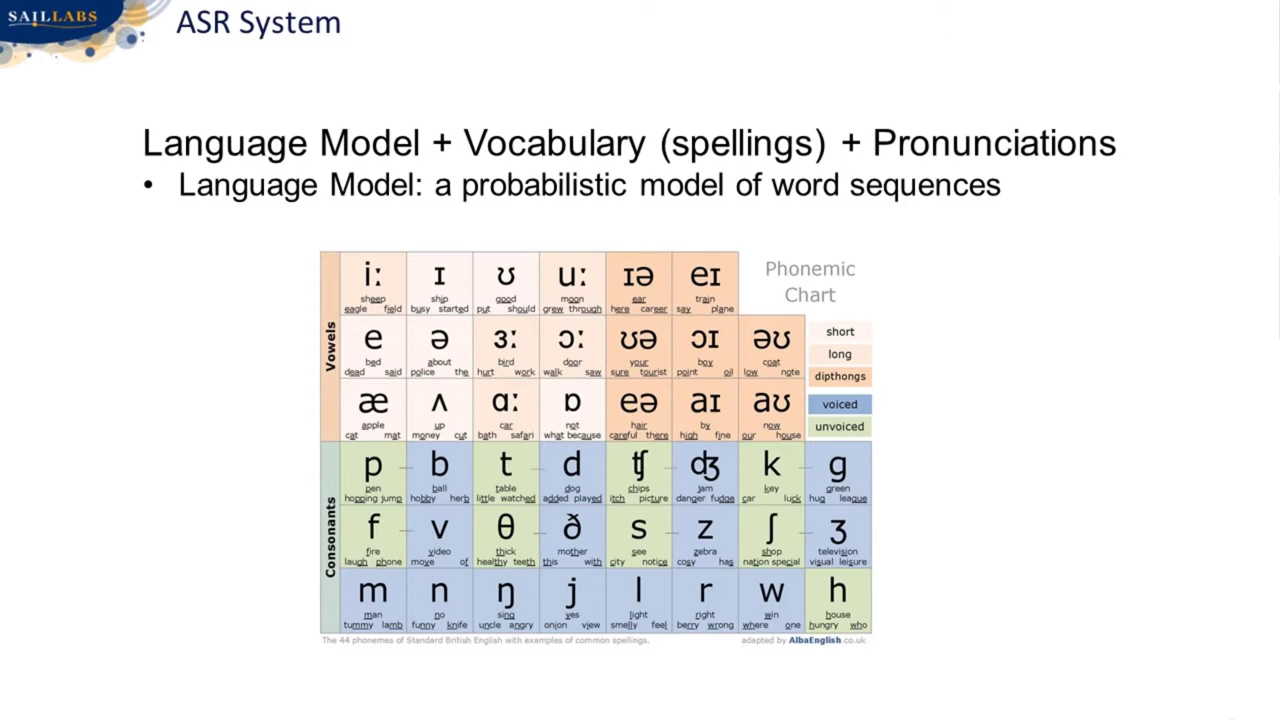 SAILLABS
ASR System
Language Model + Vocabulary (spellings) + Pronunciations
• Language Model: a probabilistic model of word sequences
Phonemic
Chart
Vowels
iː ɪ ʊ uː ɪə eɪ
sheep ship good moon ear train
eagle field busy started put should grew through here career say plane
e ə ɜː ɔː ʊə ɔɪ əʊ
bed about bird door your boy coat
dead said police the hurt work walk saw sure tourist point oil low note
æ ʌ ɑː ɒ eə aɪ aʊ
apple up car not hair by now
cat mat money cut bath safari what because careful there high fine our house
short
long
dipthongs
voiced
unvoiced
Consonants
p b t d ʧ ʤ k g
pen ball table dog chips jam key green
hopping jump hobby herb little watched added played itch picture danger fudge car luck hug league
f v θ ð s z ʃ ʒ
fire video thick mother see zebra shop television
laugh phone move of healthy teeth this with city notice cosy has nation special visual leisure
m n ŋ j l r w h
man no sing yes light right win house
tummy lamb funny knife uncle angry onion view smelly feel berry wrong where one hungry who
The 44 phonemes of Standard British English with examples of common spellings.
adapted by AlbaEnglish.co.uk